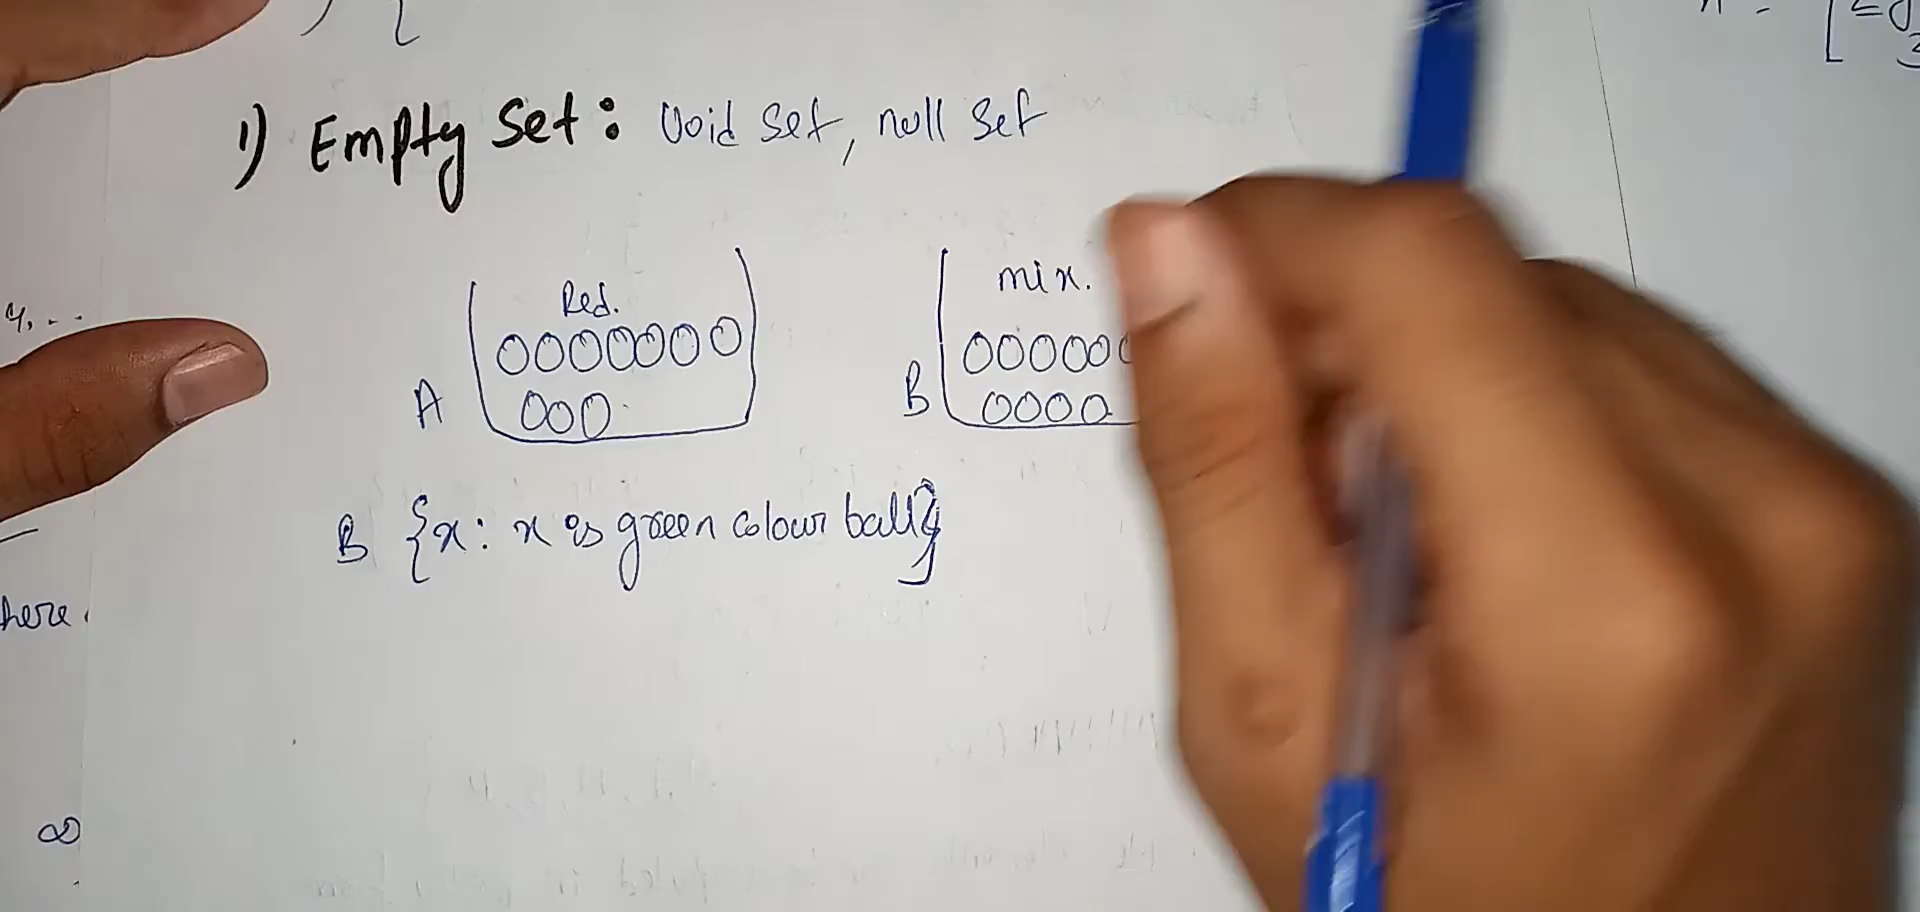 1) Empty Set: Void Set, null Set
Red.
mix.
A
B
B {x: x is green colour ball}
here.
∞